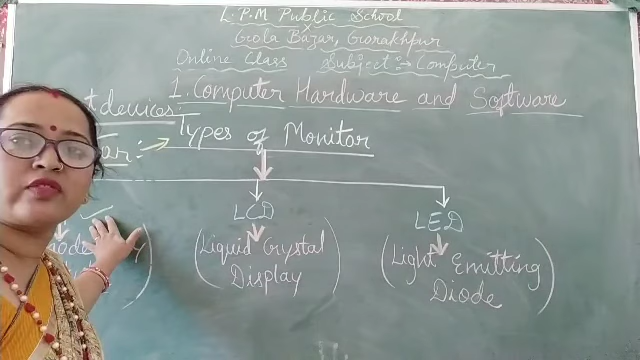 L.P.M Public School
Gola Bazar, Gorakhpur
Online Class Subject:→ Computer
1. Computer Hardware and Software
t devices:
Types of Monitor
LCD LED
(Liquid Crystal Display) (Light Emitting Diode)